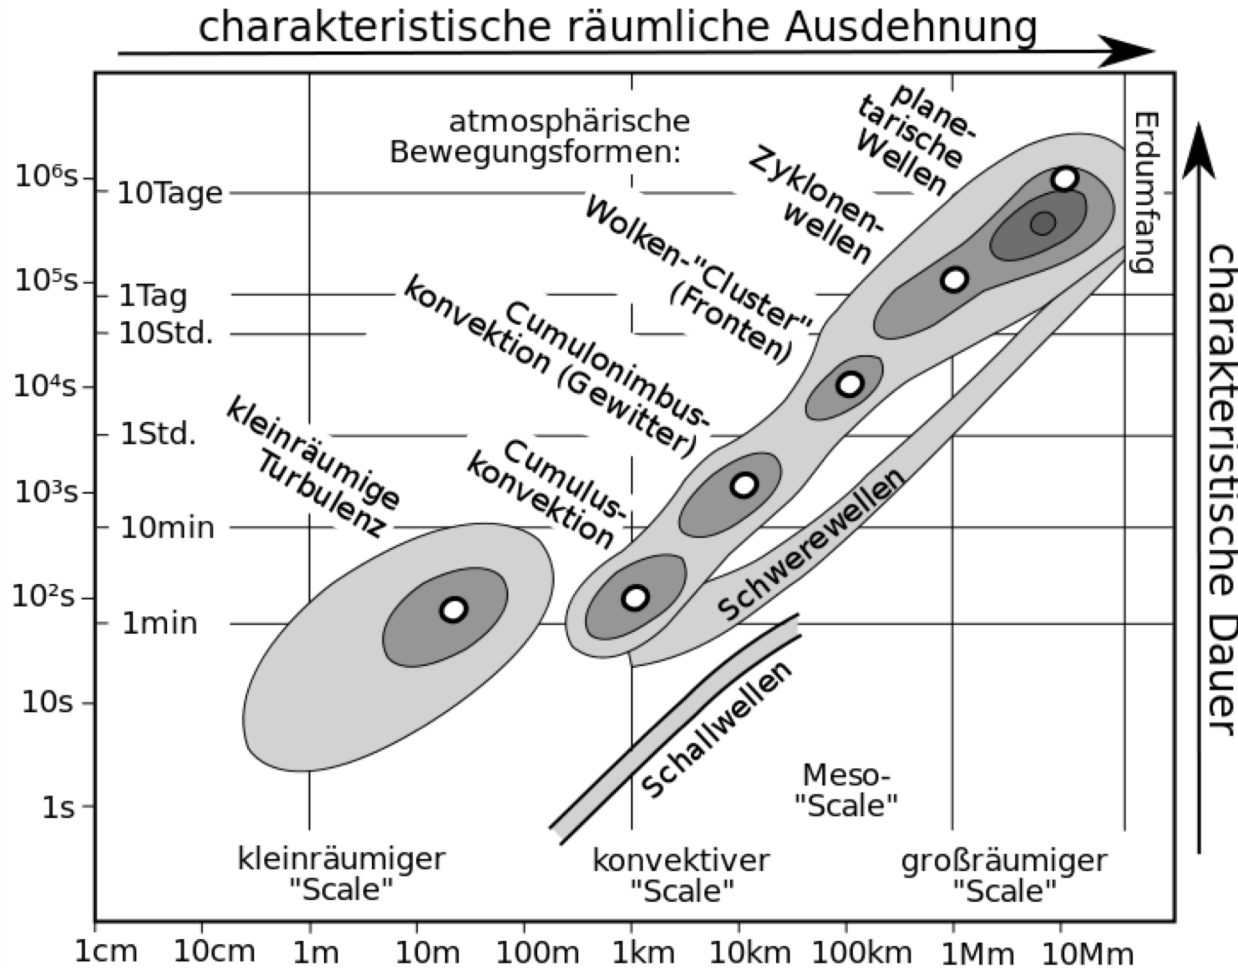 charakteristische räumliche Ausdehnung
atmosphärische
Bewegungsformen:
plane-
tarische
Wellen
Zyklonen-
wellen
Wolken-"Cluster"
(Fronten)
Cumulonimbus-
konvektion (Gewitter)
Cumulus-
konvektion
kleinräumige
Turbulenz
Erdumfang
charakteristische Dauer
10⁶s
10Tage
10⁵s
1Tag
10Std.
10⁴s
1Std.
10³s
10min
10²s
1min
10s
1s
Schwerewellen
Schallwellen
Meso-
"Scale"
kleinräumiger
"Scale"
konvektiver
"Scale"
großräumiger
"Scale"
1cm 10cm 1m 10m 100m 1km 10km 100km 1Mm 10Mm